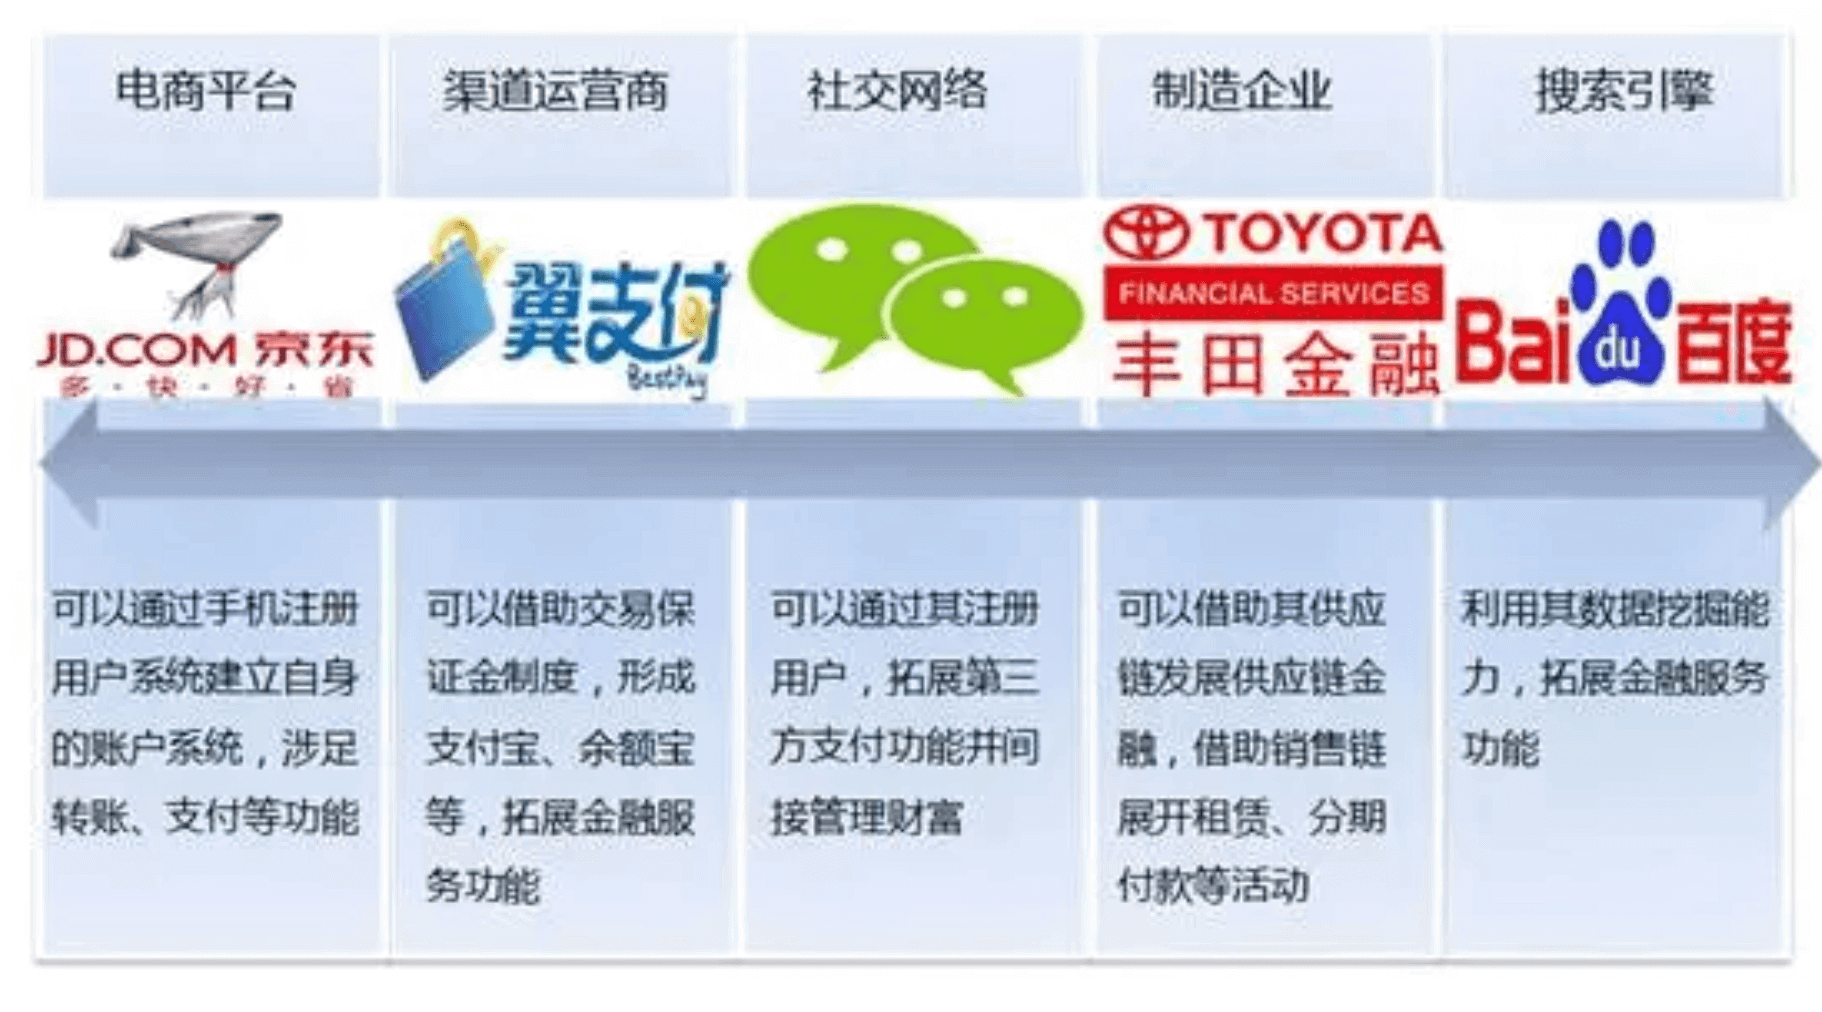 电商平台
渠道运营商
社交网络
制造企业
搜索引擎
JD.COM 京东
多·快·好·省
翼支付
BestPay
TOYOTA
FINANCIAL SERVICES
丰田金融
Bai du 百度
可以通过手机注册
用户系统建立自身
的账户系统，涉足
转账、支付等功能
可以借助交易保
证金制度，形成
支付宝、余额宝
等，拓展金融服
务功能
可以通过其注册
用户，拓展第三
方支付功能并间
接管理财富
可以借助其供应
链发展供应链金
融，借助销售链
展开租赁、分期
付款等活动
利用其数据挖掘能
力，拓展金融服务
功能